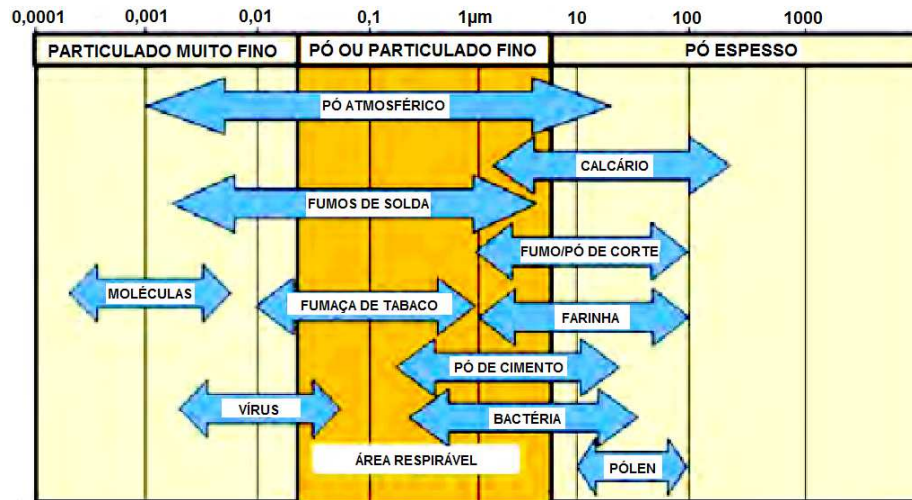 0,0001 0,001 0,01 0,1 1µm 10 100 1000
PARTICULADO MUITO FINO PÓ OU PARTICULADO FINO PÓ ESPESSO
PÓ ATMOSFÉRICO
CALCÁRIO
FUMOS DE SOLDA
FUMO/PÓ DE CORTE
MOLÉCULAS
FUMAÇA DE TABACO
FARINHA
PÓ DE CIMENTO
VÍRUS
BACTÉRIA
ÁREA RESPIRÁVEL
PÓLEN